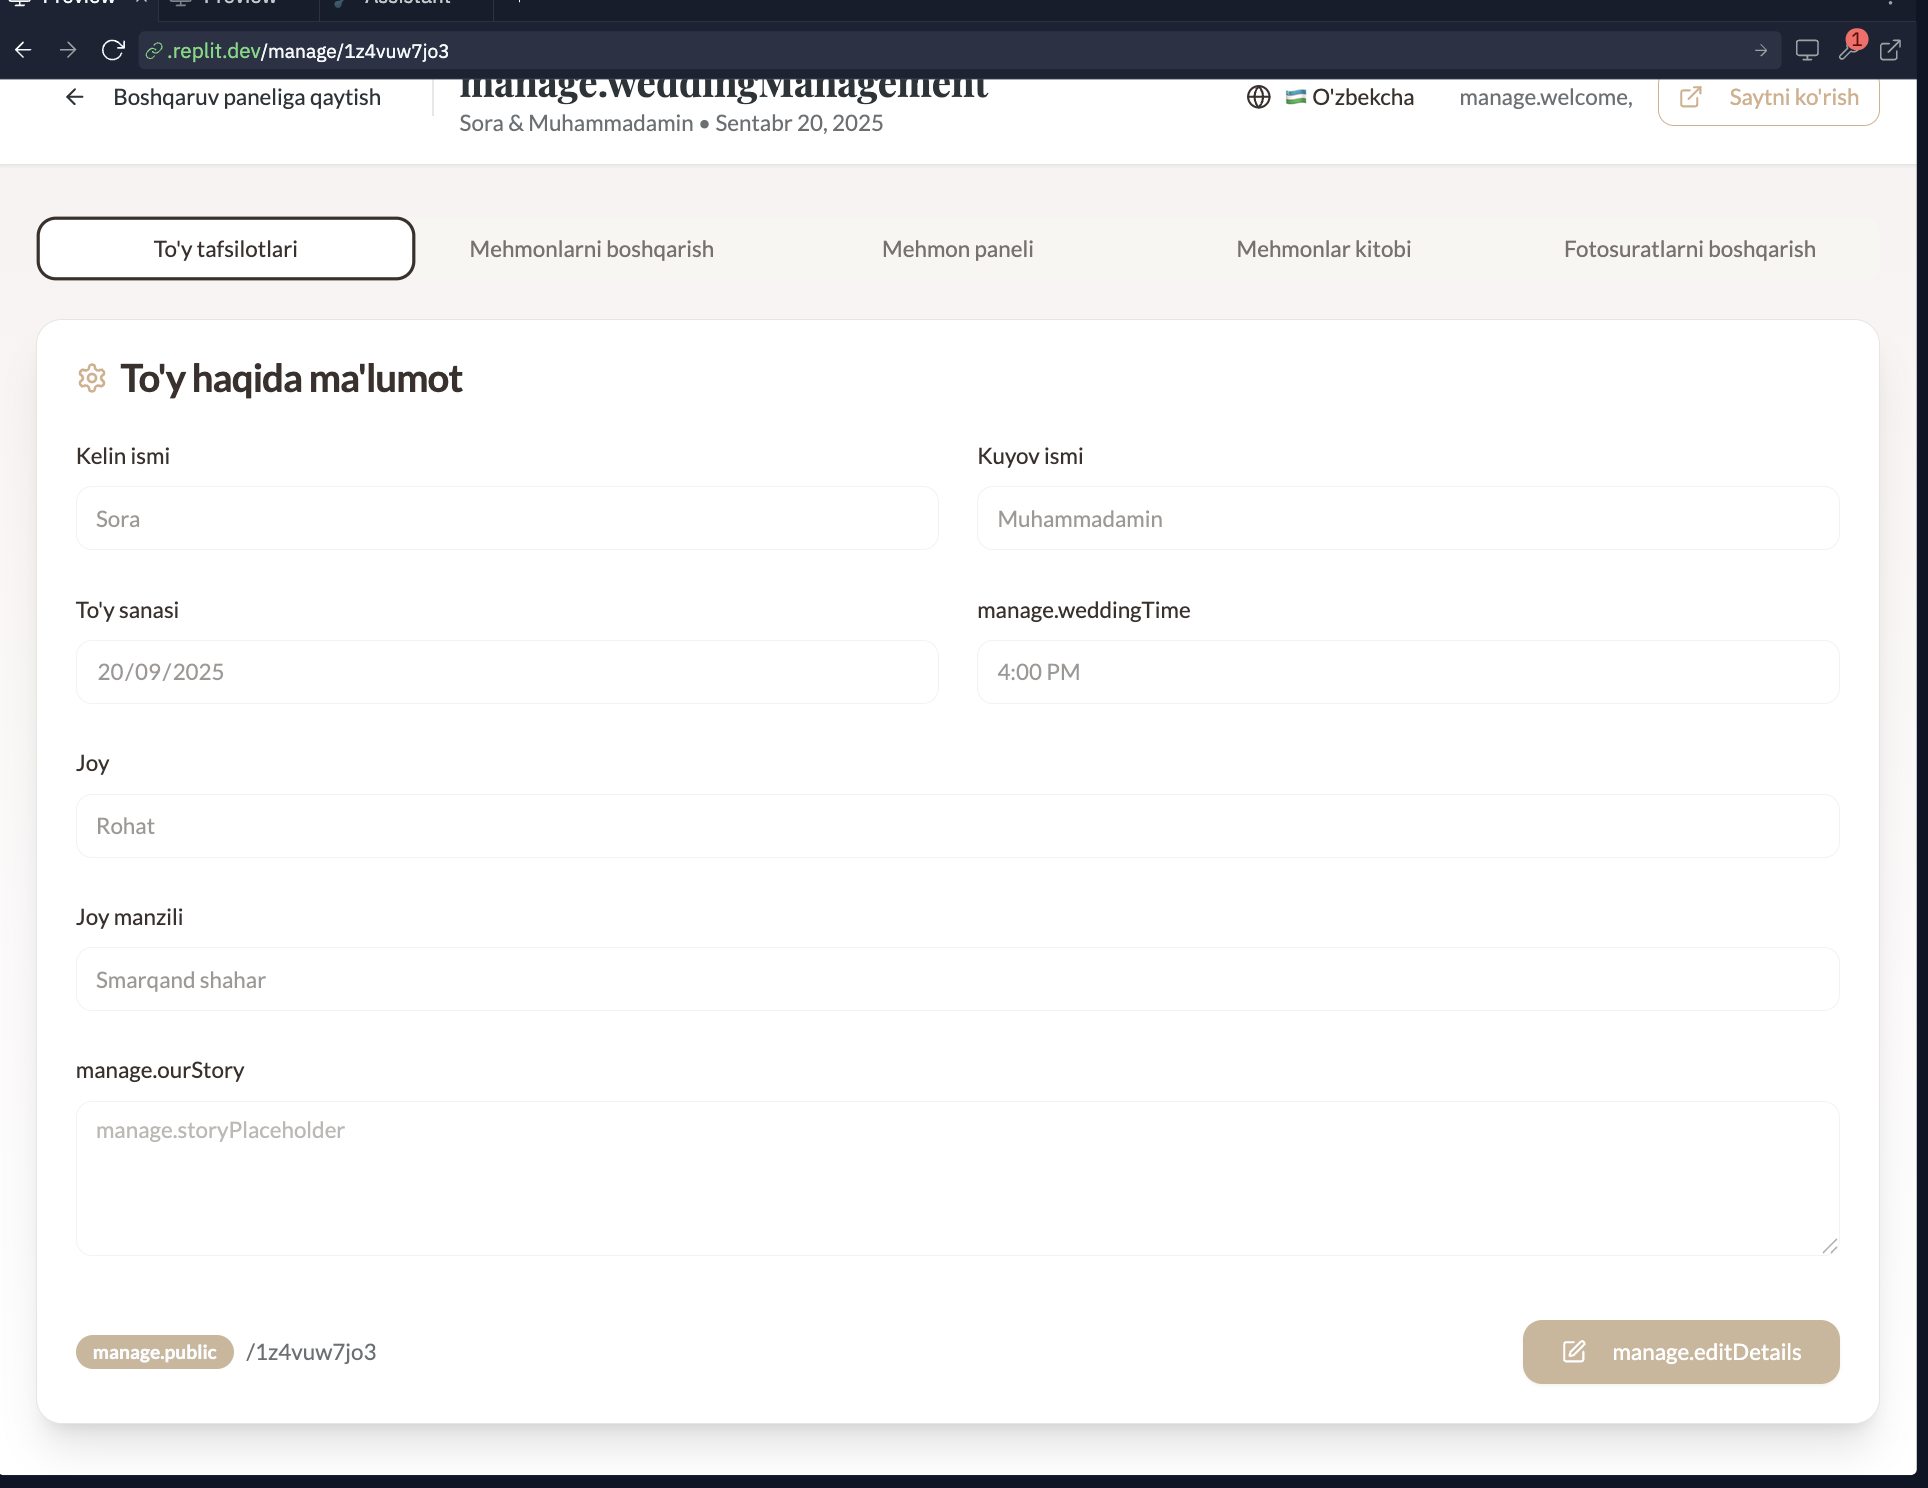 Preview Preview Assistant
.replit.dev/manage/1z4vuw7jo3
1
Boshqaruv paneliga qaytish
manage.weddingManagement
Sora & Muhammadamin • Sentabr 20, 2025
O'zbekcha
manage.welcome,
Saytni ko'rish
To'y tafsilotlari
Mehmonlarni boshqarish
Mehmon paneli
Mehmonlar kitobi
Fotosuratlarni boshqarish
To'y haqida ma'lumot
Kelin ismi
Sora
Kuyov ismi
Muhammadamin
To'y sanasi
20/09/2025
manage.weddingTime
4:00 PM
Joy
Rohat
Joy manzili
Smarqand shahar
manage.ourStory
manage.storyPlaceholder
manage.public /1z4vuw7jo3
manage.editDetails